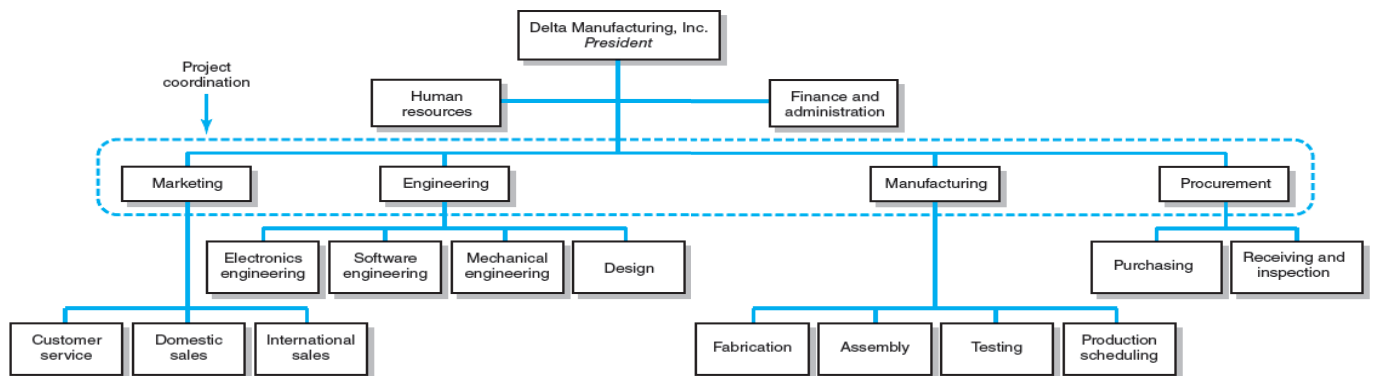 Delta Manufacturing, Inc.
President
Project
coordination
Human
resources
Finance and
administration
Marketing
Engineering
Manufacturing
Procurement
Electronics
engineering
Software
engineering
Mechanical
engineering
Design
Purchasing
Receiving and
inspection
Customer
service
Domestic
sales
International
sales
Fabrication
Assembly
Testing
Production
scheduling